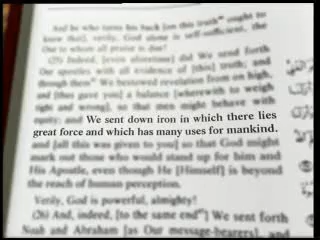 And he who turns his back [on this truth ought to
know that], verily, God alone is self-sufficient, the
One to whom all praise is due!
(25) Indeed, [even aforetime] did We send forth
Our apostles with all evidence of [this] truth; and
through them We bestowed revelation from on high,
and [thus gave you] a balance [wherewith to weigh
right and wrong], so that men might behave with
equity; and We sent down iron in which there lies
great force and which has many uses for mankind.
and [all this was given to you] so that God might
mark out those who would stand up for him and
His Apostle, even though He [Himself] is beyond
the reach of human perception.
Verily, God is powerful, almighty!
(26) And, indeed, [to the same end] We sent forth
Noah and Abraham [as Our message-bearers], and